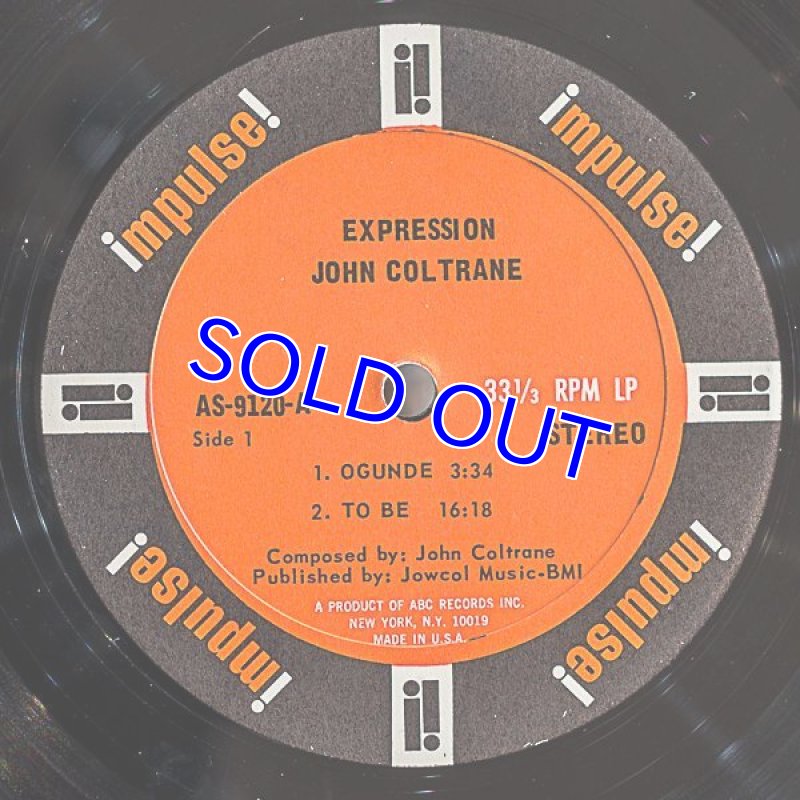 impulse!
impulse!
EXPRESSION
JOHN COLTRANE
SOLD OUT
33⅓ RPM LP
AS-9120-A
STEREO
Side 1
1. OGUNDE 3:34
2. TO BE 16:18
Composed by: John Coltrane
Published by: Jowcol Music-BMI
A PRODUCT OF ABC RECORDS INC.
NEW YORK, N.Y. 10019
MADE IN U.S.A.
impulse!
impulse!